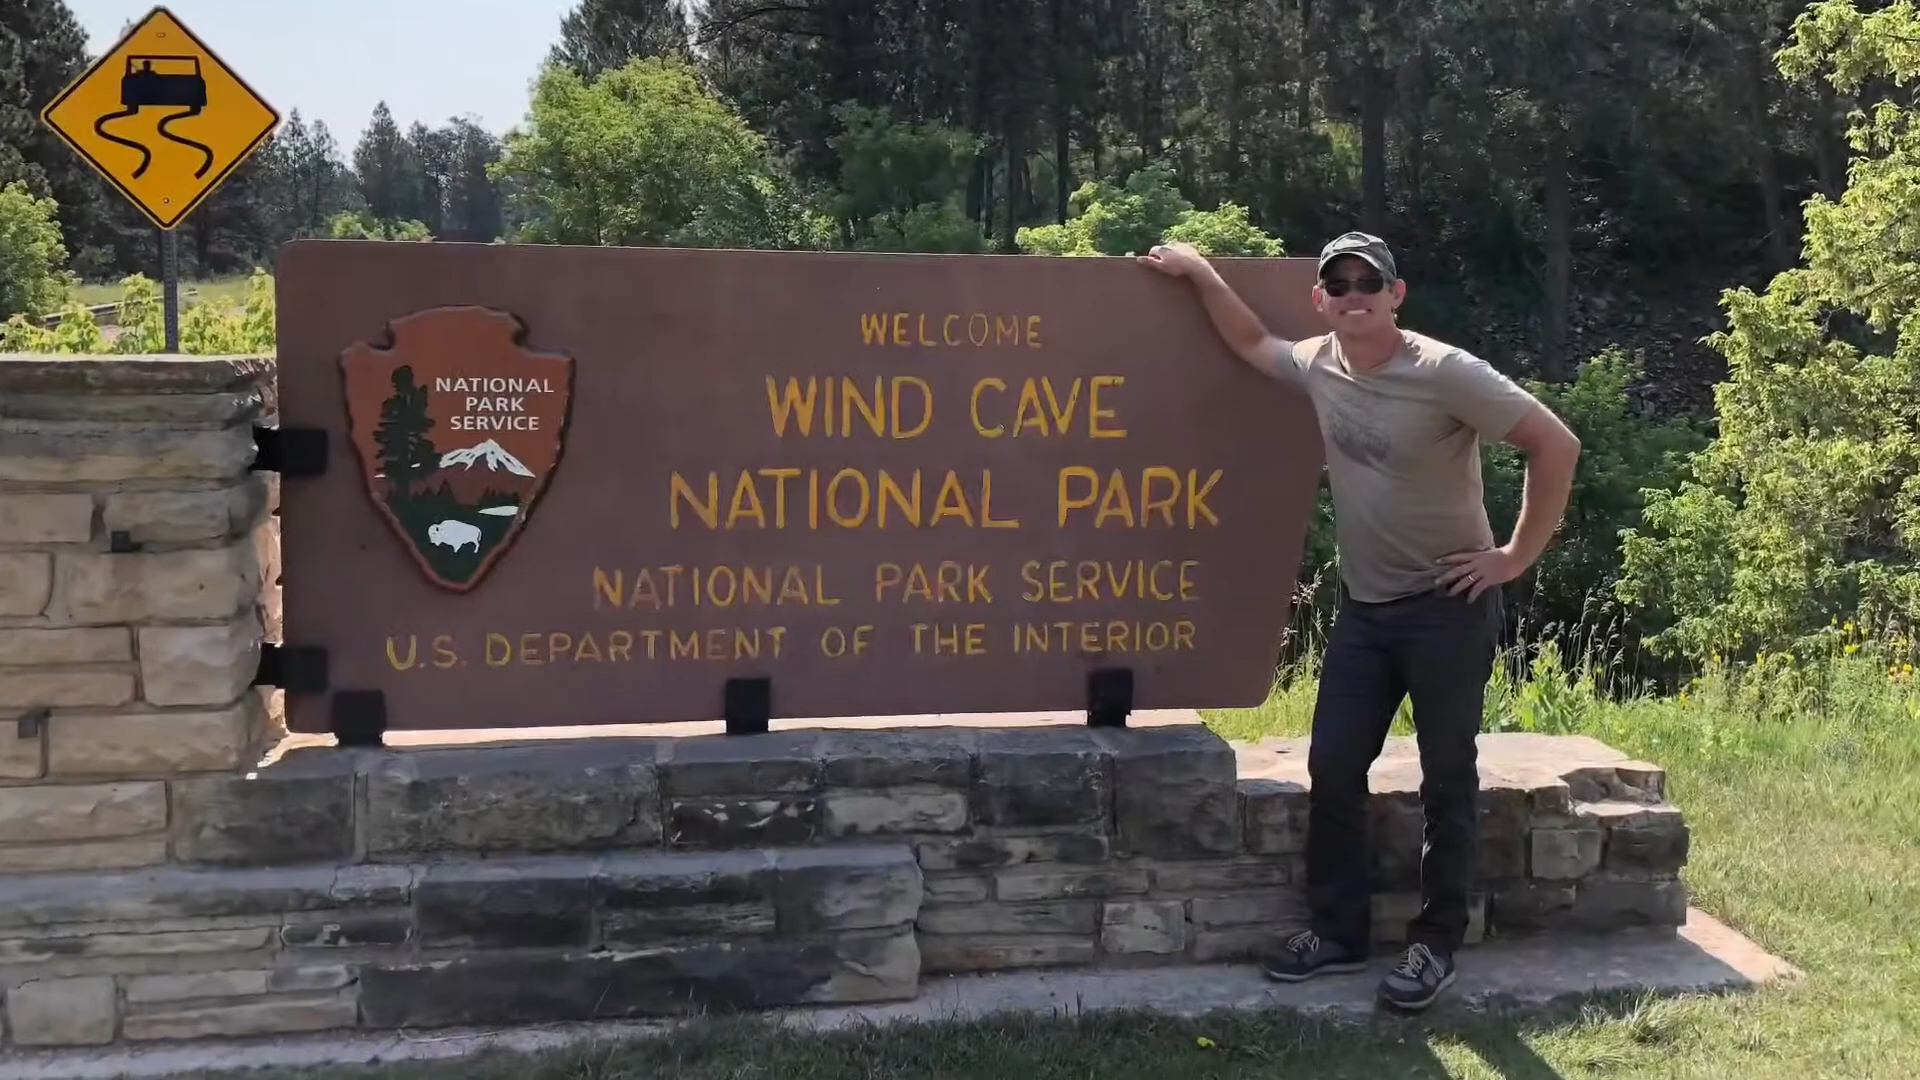 NATIONAL
PARK
SERVICE
WELCOME
WIND CAVE
NATIONAL PARK
NATIONAL PARK SERVICE
U.S. DEPARTMENT OF THE INTERIOR